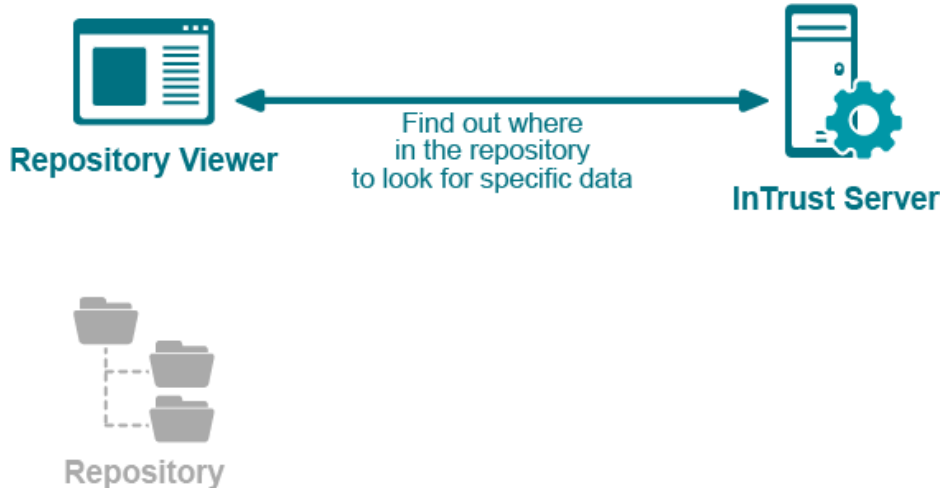 Find out where
in the repository
to look for specific data
Repository Viewer
InTrust Server
Repository